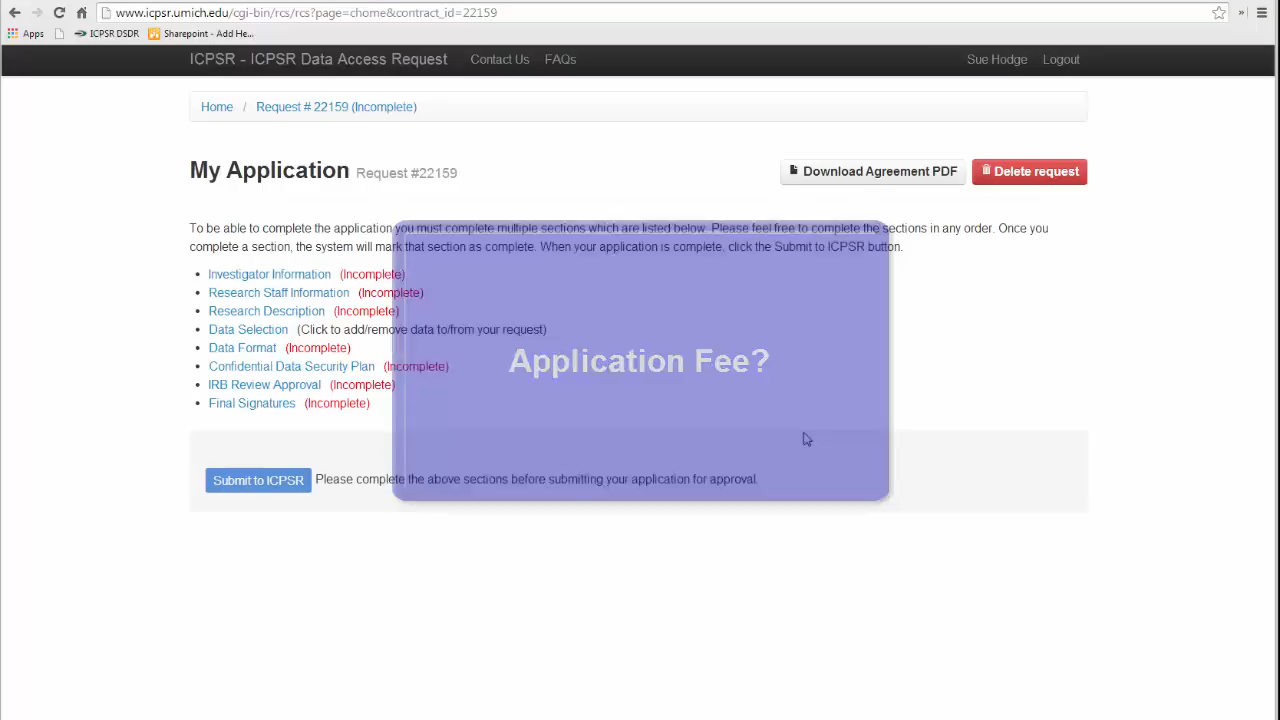 www.icpsr.umich.edu/cgi-bin/rcs/rcs?page=chome&contract_id=22159
Apps ICPSR DSDR Sharepoint - Add He...
ICPSR - ICPSR Data Access Request Contact Us FAQs Sue Hodge Logout
Home / Request # 22159 (Incomplete)
My Application Request #22159 Download Agreement PDF Delete request
To be able to complete the application you must complete multiple sections which are listed below. Please feel free to complete the sections in any order. Once you
complete a section, the system will mark that section as complete. When your application is complete, click the Submit to ICPSR button.
Investigator Information (Incomplete)
Research Staff Information (Incomplete)
Research Description (Incomplete)
Data Selection (Click to add/remove data to/from your request)
Data Format (Incomplete)
Application Fee?
Confidential Data Security Plan (Incomplete)
IRB Review Approval (Incomplete)
Final Signatures (Incomplete)
Submit to ICPSR Please complete the above sections before submitting your application for approval.